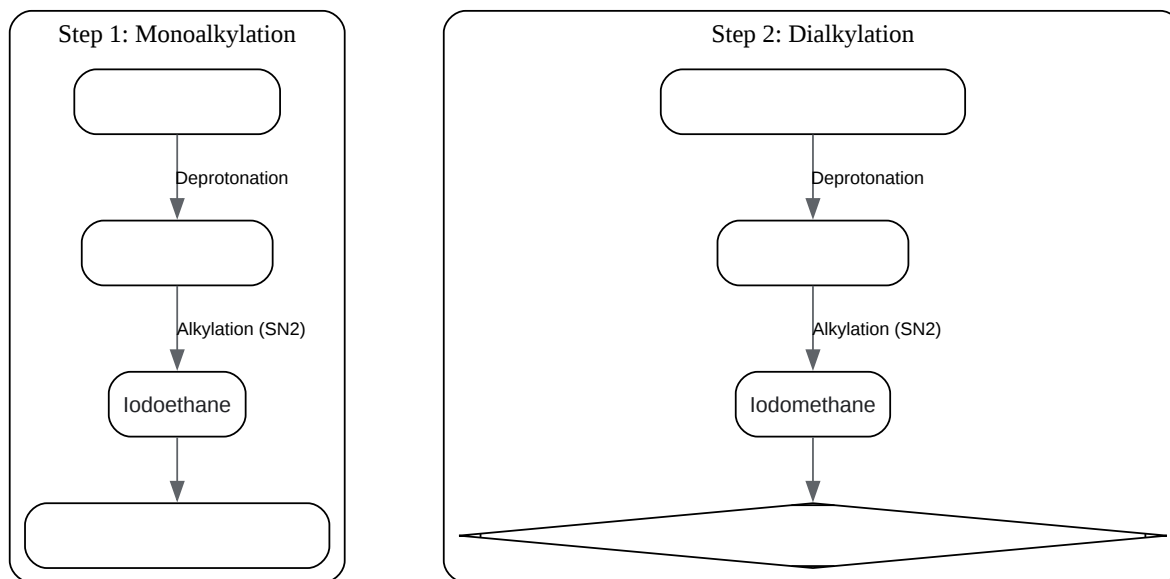 Step 1: Monoalkylation
Deprotonation
Alkylation (SN2)
Iodoethane
Step 2: Dialkylation
Deprotonation
Alkylation (SN2)
Iodomethane